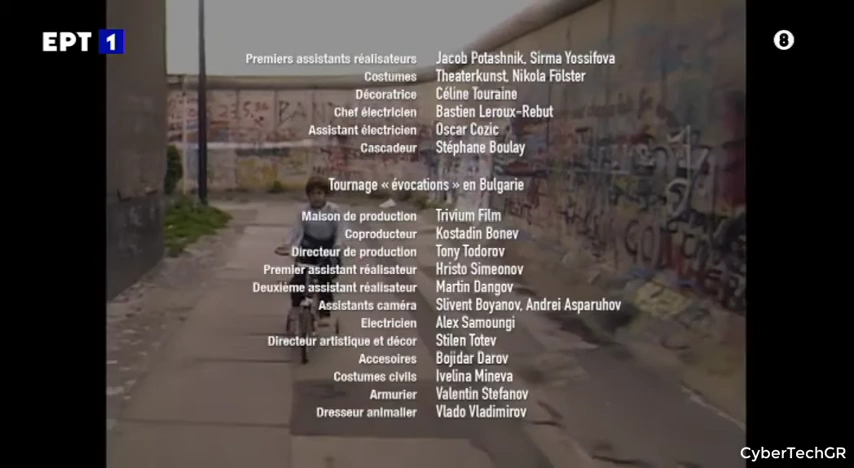 ΕΡΤ 1
8
Premiers assistants réalisateurs Jacob Potashnik, Sirma Yossifova
Costumes Theaterkunst, Nikola Fölster
Décoratrice Céline Touraine
Chef électricien Bastien Leroux-Rebut
Assistant électricien Oscar Cozic
Cascadeur Stéphane Boulay
Tournage « évocations » en Bulgarie
Maison de production Trivium Film
Coproducteur Kostadin Bonev
Directeur de production Tony Todorov
Premier assistant réalisateur Hristo Simeonov
Deuxième assistant réalisateur Martin Dangov
Assistants caméra Slivent Boyanov, Andrei Asparuhov
Electricien Alex Samoungi
Directeur artistique et décor Stilen Totev
Accesoires Bojidar Darov
Costumes civils Ivelina Mineva
Armurier Valentin Stefanov
Dresseur animalier Vlado Vladimirov
CyberTechGR